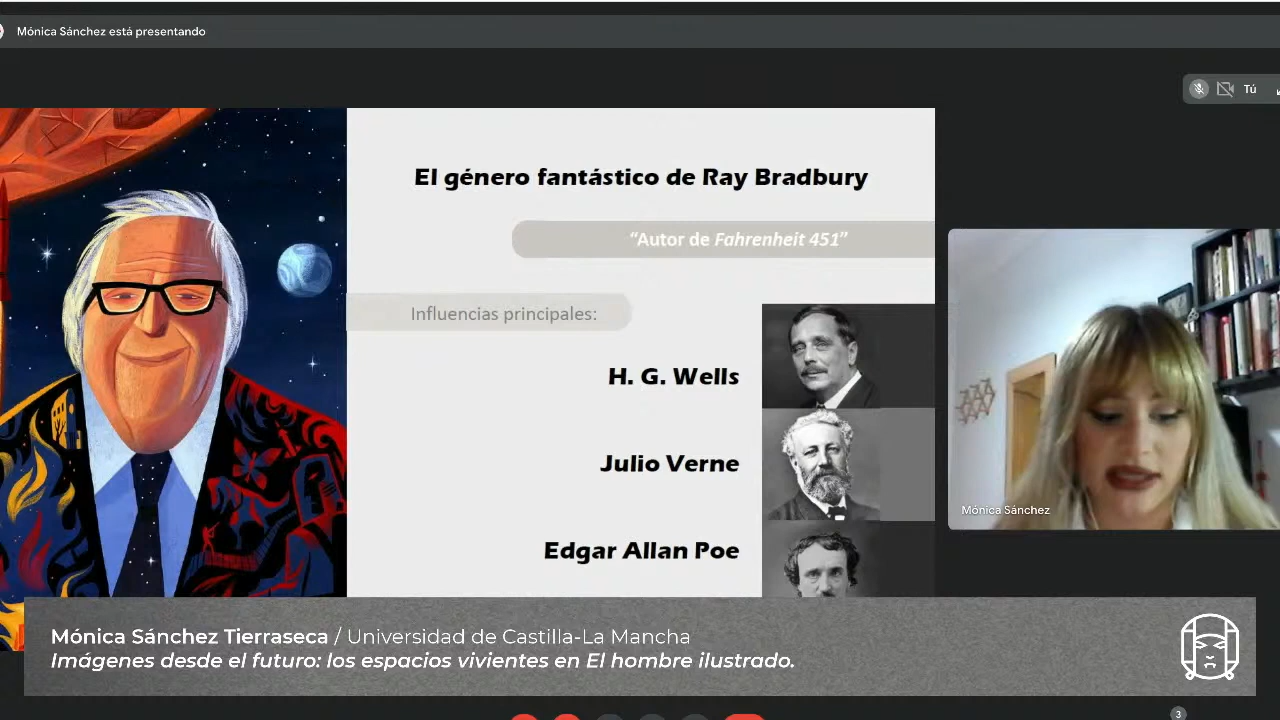 Mónica Sánchez está presentando
Tú
El género fantástico de Ray Bradbury
“Autor de Fahrenheit 451”
Influencias principales:
H. G. Wells
Julio Verne
Edgar Allan Poe
Mónica Sánchez
Mónica Sánchez Tierraseca / Universidad de Castilla-La Mancha
Imágenes desde el futuro: los espacios vivientes en El hombre ilustrado.
3